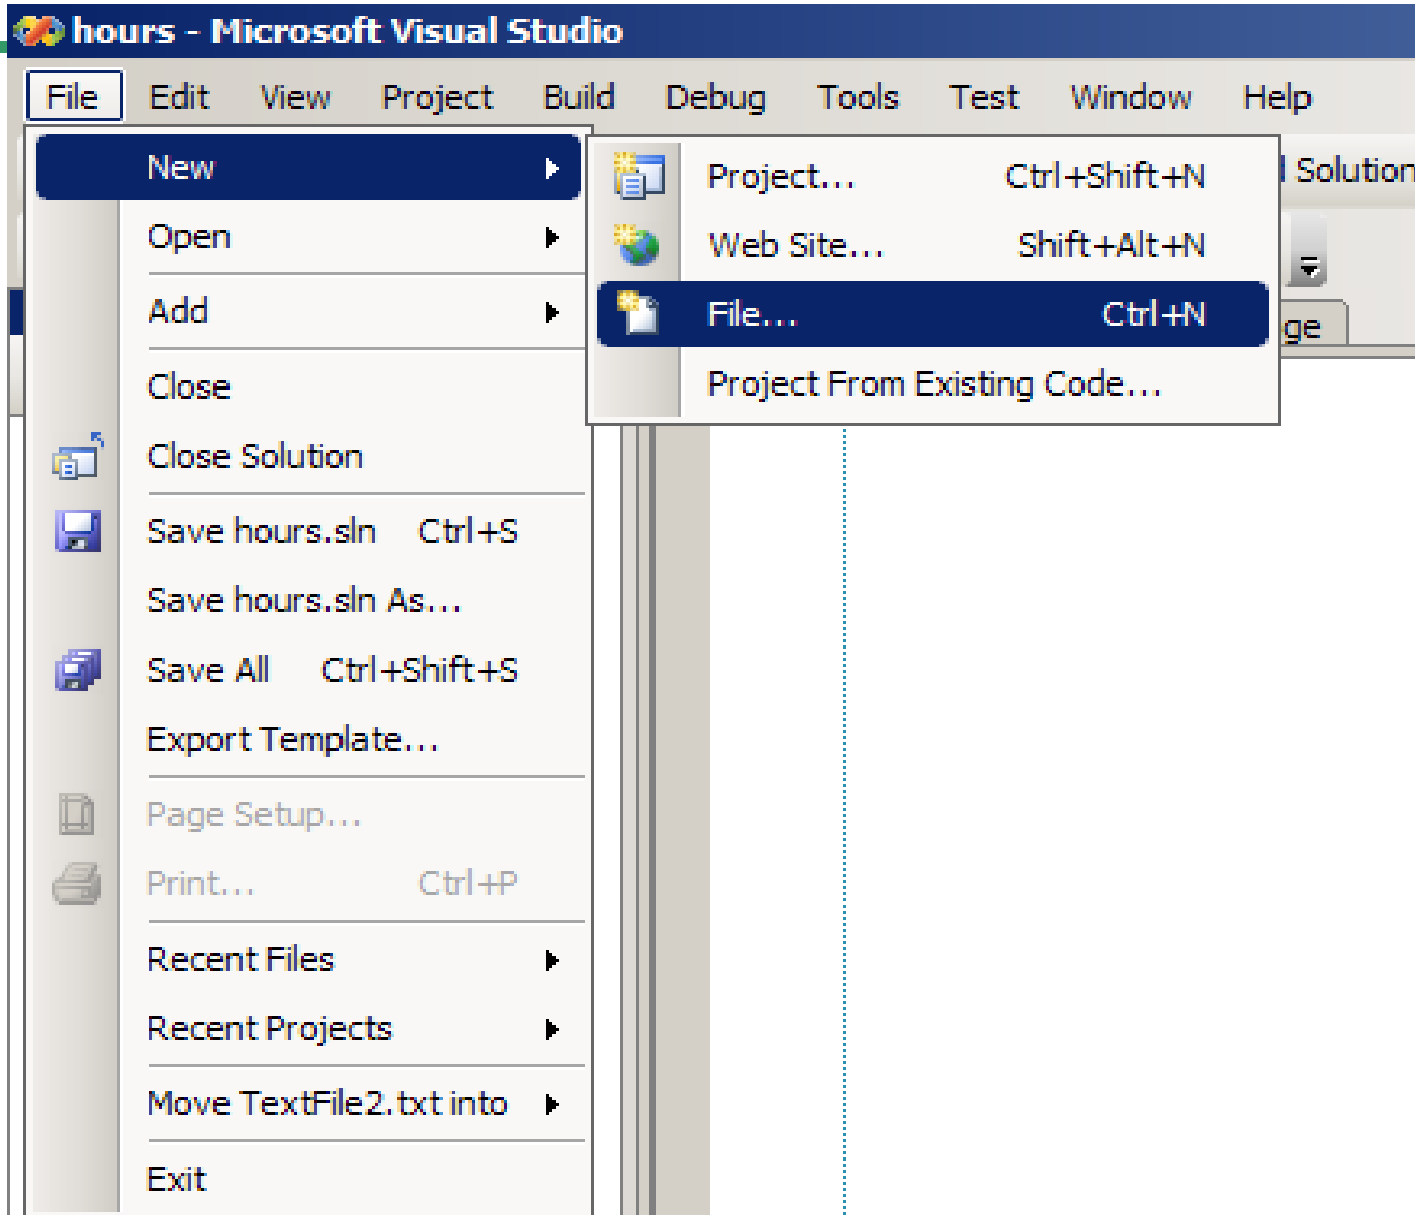 hours - Microsoft Visual Studio
File Edit View Project Build Debug Tools Test Window Help
New
Open
Add
Close
Close Solution
Save hours.sln Ctrl+S
Save hours.sln As...
Save All Ctrl+Shift+S
Export Template...
Page Setup...
Print... Ctrl+P
Recent Files
Recent Projects
Move TextFile2.txt into
Exit
Project... Ctrl+Shift+N
Web Site... Shift+Alt+N
File... Ctrl+N
Project From Existing Code...
Solution
ge